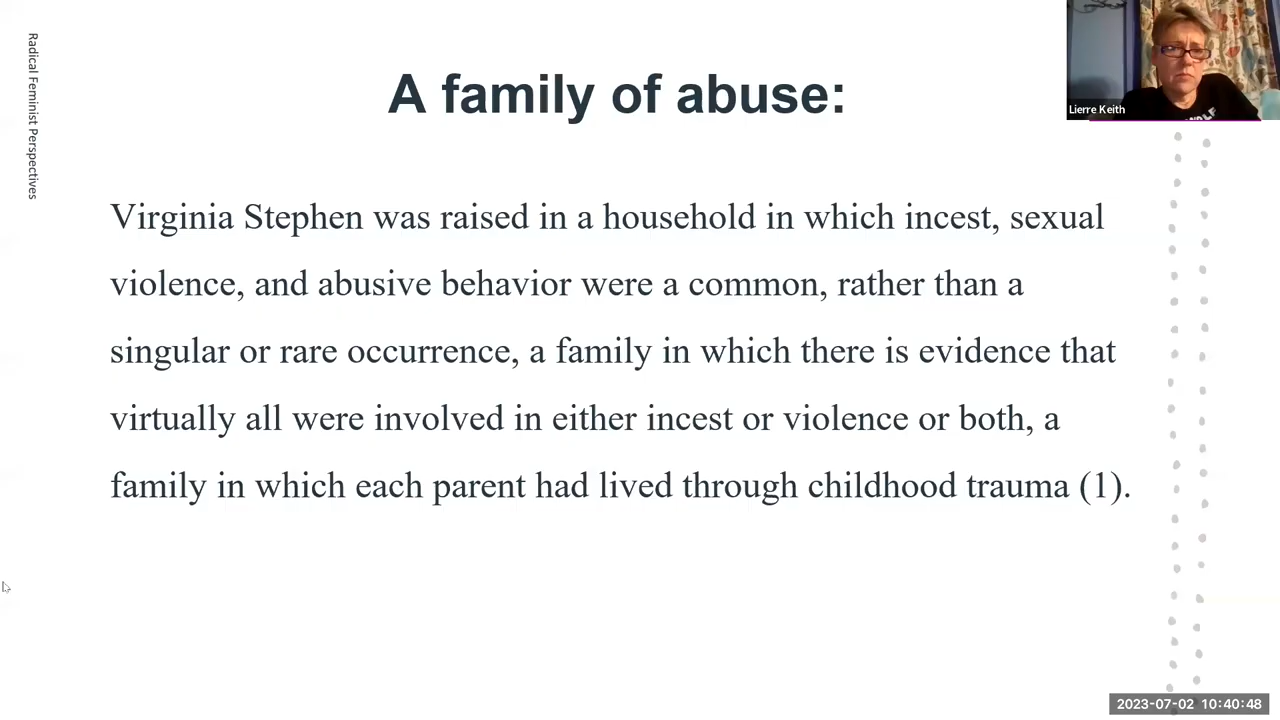 Radical Feminist Perspectives
A family of abuse:
Lierre Keith
Virginia Stephen was raised in a household in which incest, sexual
violence, and abusive behavior were a common, rather than a
singular or rare occurrence, a family in which there is evidence that
virtually all were involved in either incest or violence or both, a
family in which each parent had lived through childhood trauma (1).
2023-07-02 10:40:48